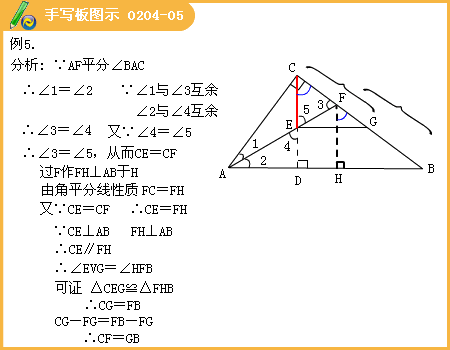 手写板图示 0204-05
例5.
分析: ∵AF平分∠BAC
∴∠1=∠2 ∵∠1与∠3互余
∠2与∠4互余
∴∠3=∠4 又∵∠4=∠5
∴∠3=∠5, 从而CE=CF
过F作FH⊥AB于H
由角平分线性质 FC=FH
又∵CE=CF ∴CE=FH
∵CE⊥AB FH⊥AB
∴CE∥FH
∴∠EVG=∠HFB
可证 △CEG≌△FHB
∴CG=FB
CG-FG=FB-FG
∴CF=GB
C
3 F
5
E G
4
1
2
A D H B